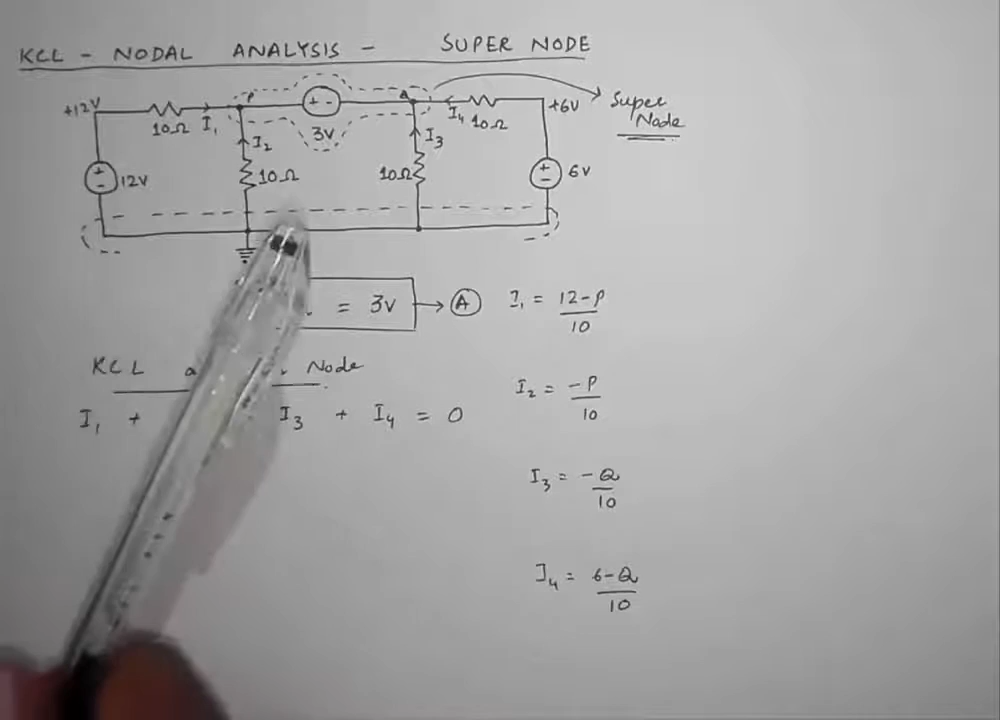 KCL - NODAL ANALYSIS - SUPER NODE
+12V 10Ω I₁ P + - 3V Q I₄ 10Ω +6V
Super Node
I₂ I₃
+ - 12V 10Ω 10Ω + - 6V
= 3V → A
I₁ = 12-P / 10
KCL Node
I₂ = -P / 10
I₁ + I₃ + I₄ = 0
I₃ = -Q / 10
I₄ = 6-Q / 10